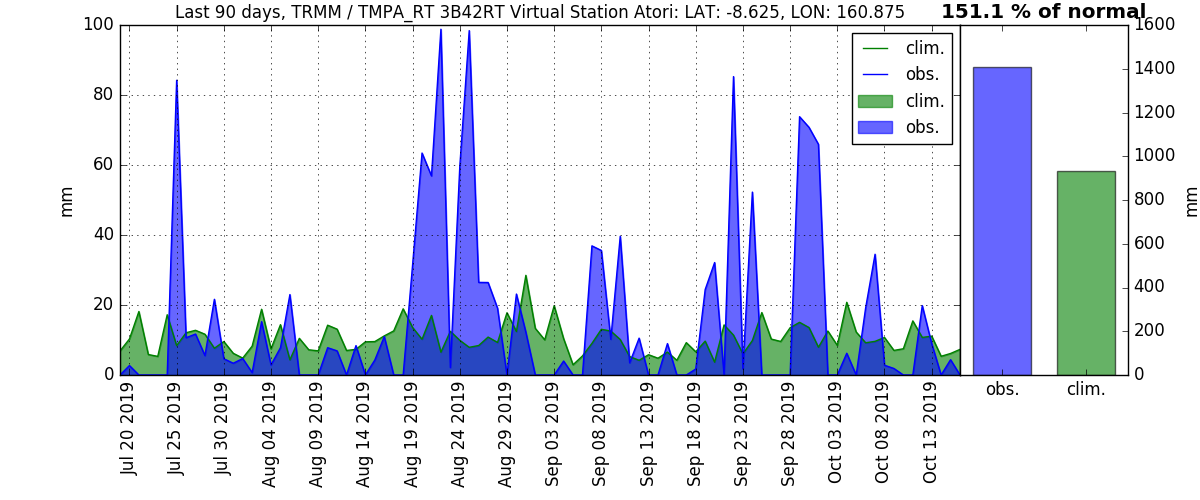 Last 90 days, TRMM / TMPA_RT 3B42RT Virtual Station Atori: LAT: -8.625, LON: 160.875
151.1 % of normal
100
80
60
40
20
0
mm
clim.
obs.
clim.
obs.
1600
1400
1200
1000
800
600
400
200
0
mm
Jul 20 2019
Jul 25 2019
Jul 30 2019
Aug 04 2019
Aug 09 2019
Aug 14 2019
Aug 19 2019
Aug 24 2019
Aug 29 2019
Sep 03 2019
Sep 08 2019
Sep 13 2019
Sep 18 2019
Sep 23 2019
Sep 28 2019
Oct 03 2019
Oct 08 2019
Oct 13 2019
obs.
clim.